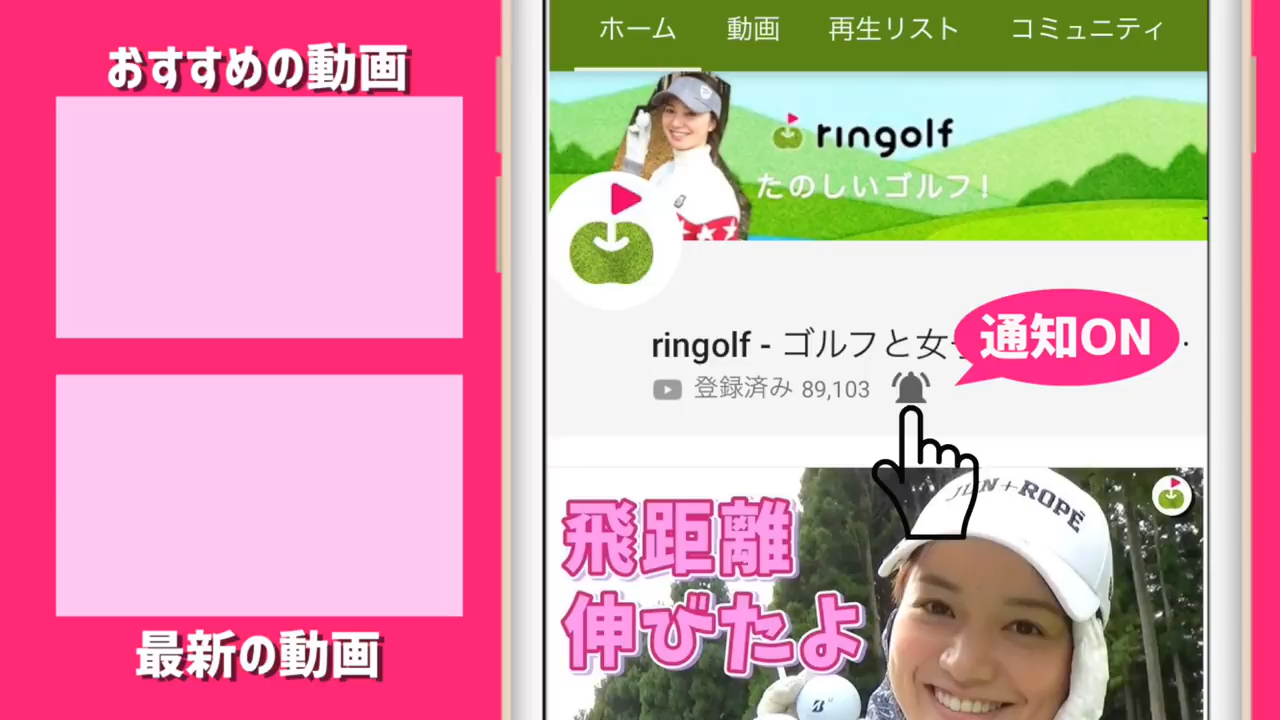 おすすめの動画
最新の動画
ホーム 動画 再生リスト コミュニティ
ringolf
たのしいゴルフ!
ringolf - ゴルフと女
通知ON
登録済み 89,103
飛距離
伸びたよ
JUN+ROPÉ
B